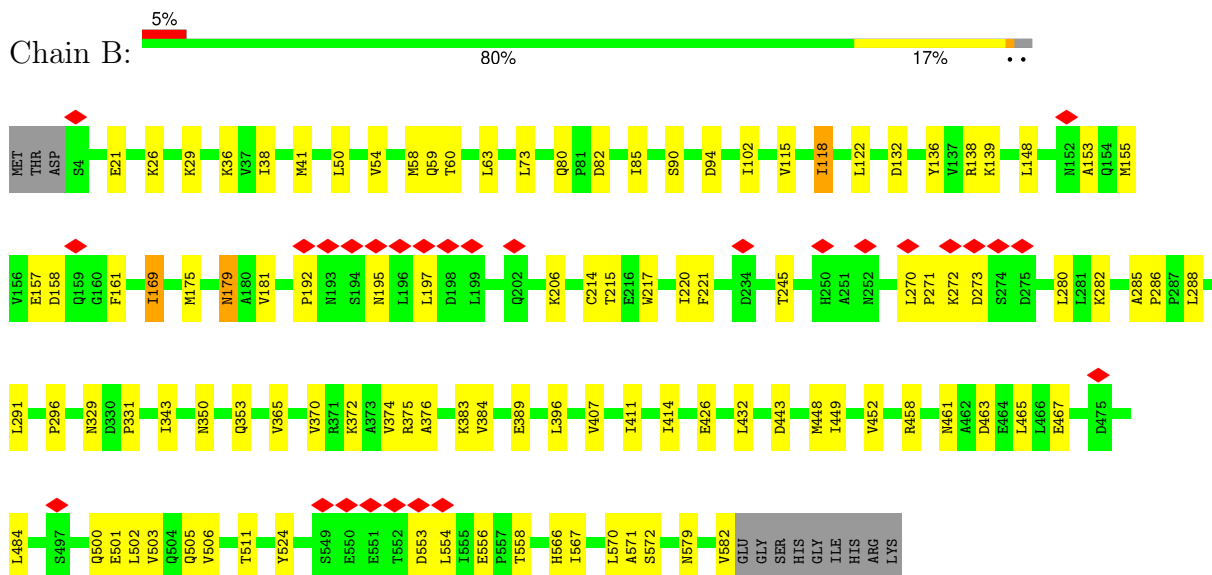 5%
Chain B:
80% 17% • •
MET THR ASP S4 E21 K26 K29 K36 V37 I38 M41 L50 V54 M58 Q59 T60 L63 L73 Q80 P81 D82 I85 S90 D94 I102 V115 I118 L122 D132 Y136 V137 R138 K139 L148 N152 A153 Q154 M155
V156 E157 D158 Q159 G160 F161 I169 M175 N179 A180 V181 P192 N193 S194 N195 L196 L197 D198 L199 Q202 K206 C214 T215 E216 W217 I220 F221 D234 T245 H250 A251 N252 L270 P271 K272 D273 S274 D275 L280 L281 K282 A285 P286 P287 L288
L291 P296 N329 D330 P331 I343 N350 Q353 V365 V370 R371 K372 A373 V374 R375 A376 K383 V384 E389 L396 V407 I411 I414 E426 L432 D443 M448 I449 V452 R458 N461 A462 D463 E464 L465 L466 E467 D475
L484 S497 Q500 E501 L502 V503 Q504 Q505 V506 T511 Y524 S549 E550 E551 T552 D553 L554 I555 E556 P557 T558 H566 I567 L570 A571 S572 N579 V582 GLU GLY SER HIS GLY ILE HIS ARG LYS